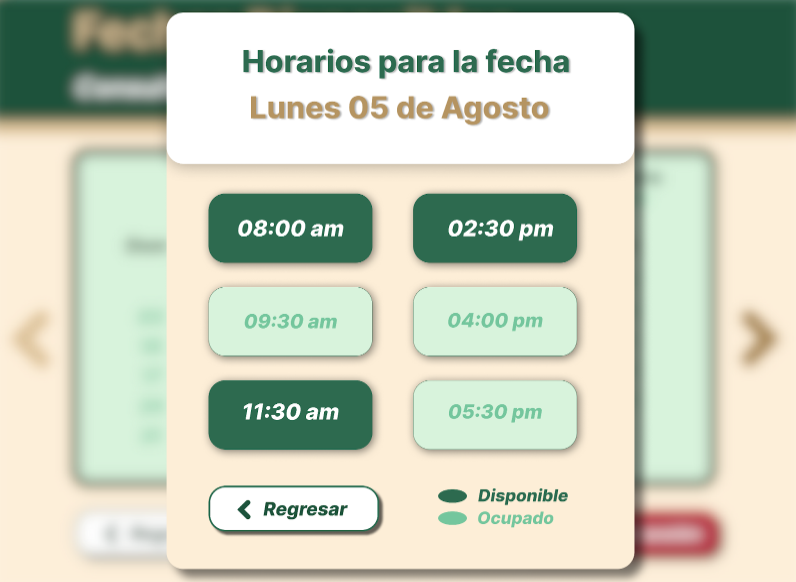 Horarios para la fecha
Lunes 05 de Agosto
08:00 am
02:30 pm
09:30 am
04:00 pm
11:30 am
05:30 pm
Regresar
Disponible
Ocupado